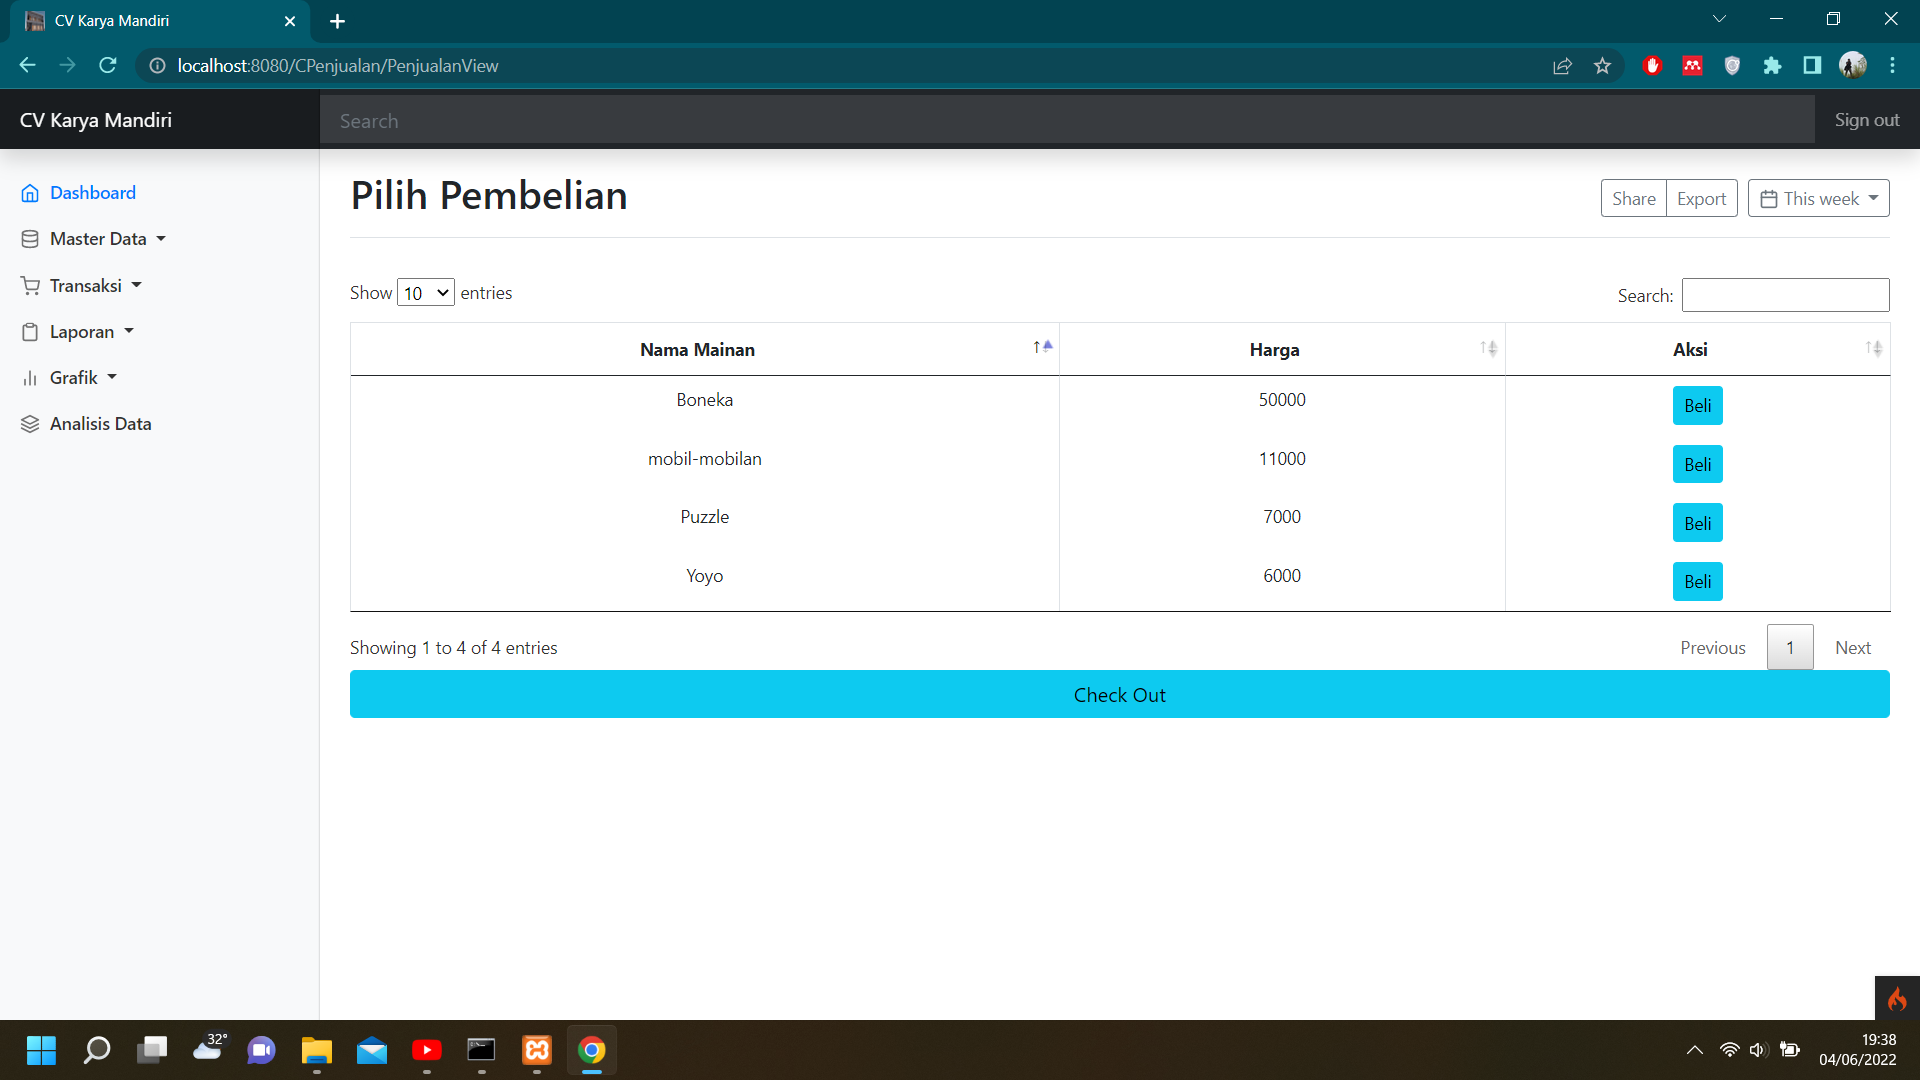 CV Karya Mandiri
localhost:8080/CPenjualan/PenjualanView
CV Karya Mandiri
Search
Sign out
Dashboard
Master Data
Transaksi
Laporan
Grafik
Analisis Data
Pilih Pembelian
Share
Export
This week
Show 10 entries
Search:
Nama Mainan Harga Aksi
Boneka 50000 Beli
mobil-mobilan 11000 Beli
Puzzle 7000 Beli
Yoyo 6000 Beli
Showing 1 to 4 of 4 entries
Previous 1 Next
Check Out
32°
19:38
04/06/2022